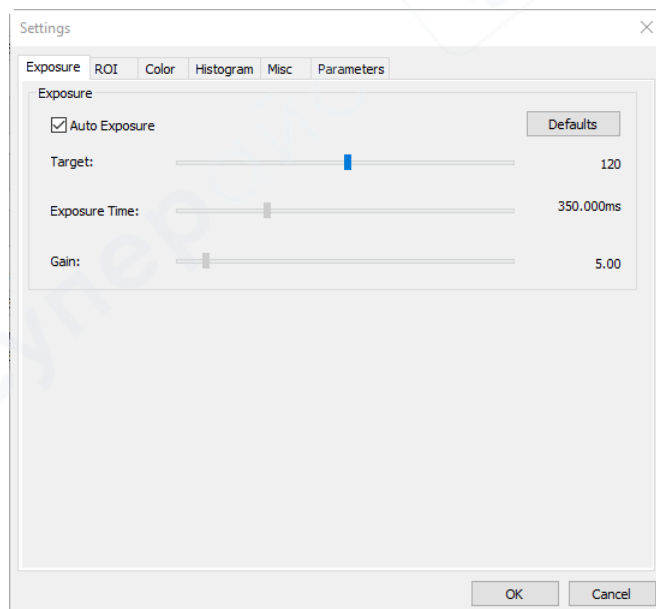 Settings
Exposure ROI Color Histogram Misc Parameters
Exposure
Auto Exposure Defaults
Target: 120
Exposure Time: 350.000ms
Gain: 5.00
OK Cancel